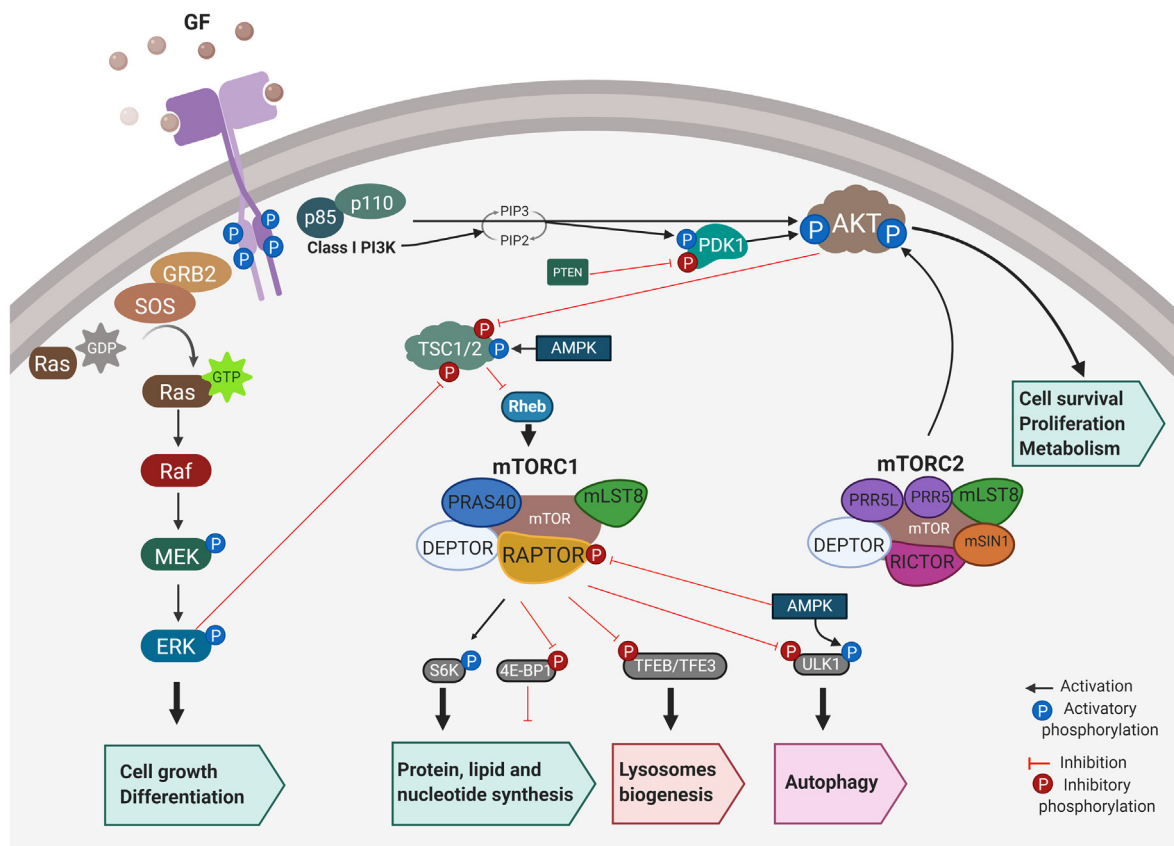 GF
P
P
P
P
p85
p110
Class I PI3K
PIP3
PIP2
PTEN
P
P
PDK1
P
AKT
P
GRB2
SOS
Ras
GDP
Ras
GTP
Raf
MEK
P
ERK
P
Cell growth
Differentiation
TSC1/2
P
P
P
AMPK
Rheb
mTORC1
PRAS40
mLST8
mTOR
DEPTOR
RAPTOR
P
mTORC2
PRR5L
PRR5
mLST8
mTOR
DEPTOR
mSIN1
RICTOR
Cell survival
Proliferation
Metabolism
AMPK
S6K
P
4E-BP1
P
P
TFEB/TFE3
P
ULK1
P
Protein, lipid and
nucleotide synthesis
Lysosomes
biogenesis
Autophagy
Activation
P Activatory
phosphorylation
Inhibition
P Inhibitory
phosphorylation